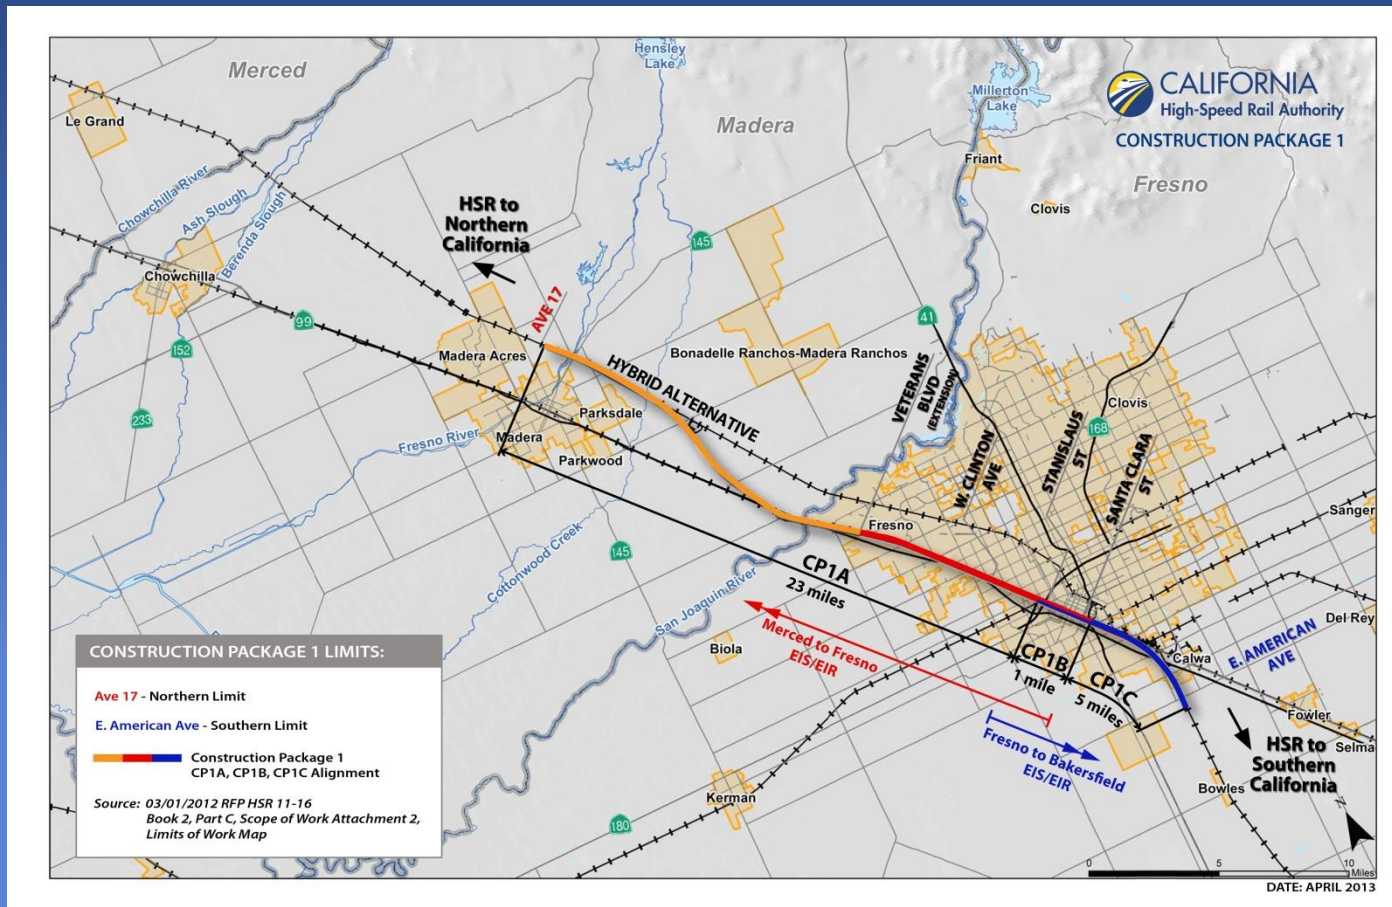 Merced
Hensley
Lake
Madera
Millerton
Lake
CALIFORNIA
High-Speed Rail Authority
CONSTRUCTION PACKAGE 1
Le Grand
Friant
Fresno
Clovis
Chowchilla River
Ash Slough
Berenda Slough
HSR to
Northern
California
145
Chowchilla
99
152
AVE 17
41
Madera Acres
HYBRID ALTERNATIVE
Bonadelle Ranchos-Madera Ranchos
VETERANS
BLVD
(EXTENSION)
233
Parksdale
Clovis
168
Fresno River
Madera
Parkwood
W. CLINTON
AVE
STANISLAUS
ST
SANTA CLARA
ST
Fresno
Sanger
145
Cottonwood Creek
CP1A
23 miles
San Joaquin River
Merced to Fresno
EIS/EIR
Biola
CP1B
1 mile
CP1C
5 miles
Calwa
Del Rey
E. AMERICAN
AVE
Fowler
Selma
Fresno to Bakersfield
EIS/EIR
HSR to
Southern
California
Bowles
Kerman
180
CONSTRUCTION PACKAGE 1 LIMITS:
Ave 17 - Northern Limit
E. American Ave - Southern Limit
Construction Package 1
CP1A, CP1B, CP1C Alignment
Source: 03/01/2012 RFP HSR 11-16
Book 2, Part C, Scope of Work Attachment 2,
Limits of Work Map
N
0 5 10
Miles
DATE: APRIL 2013